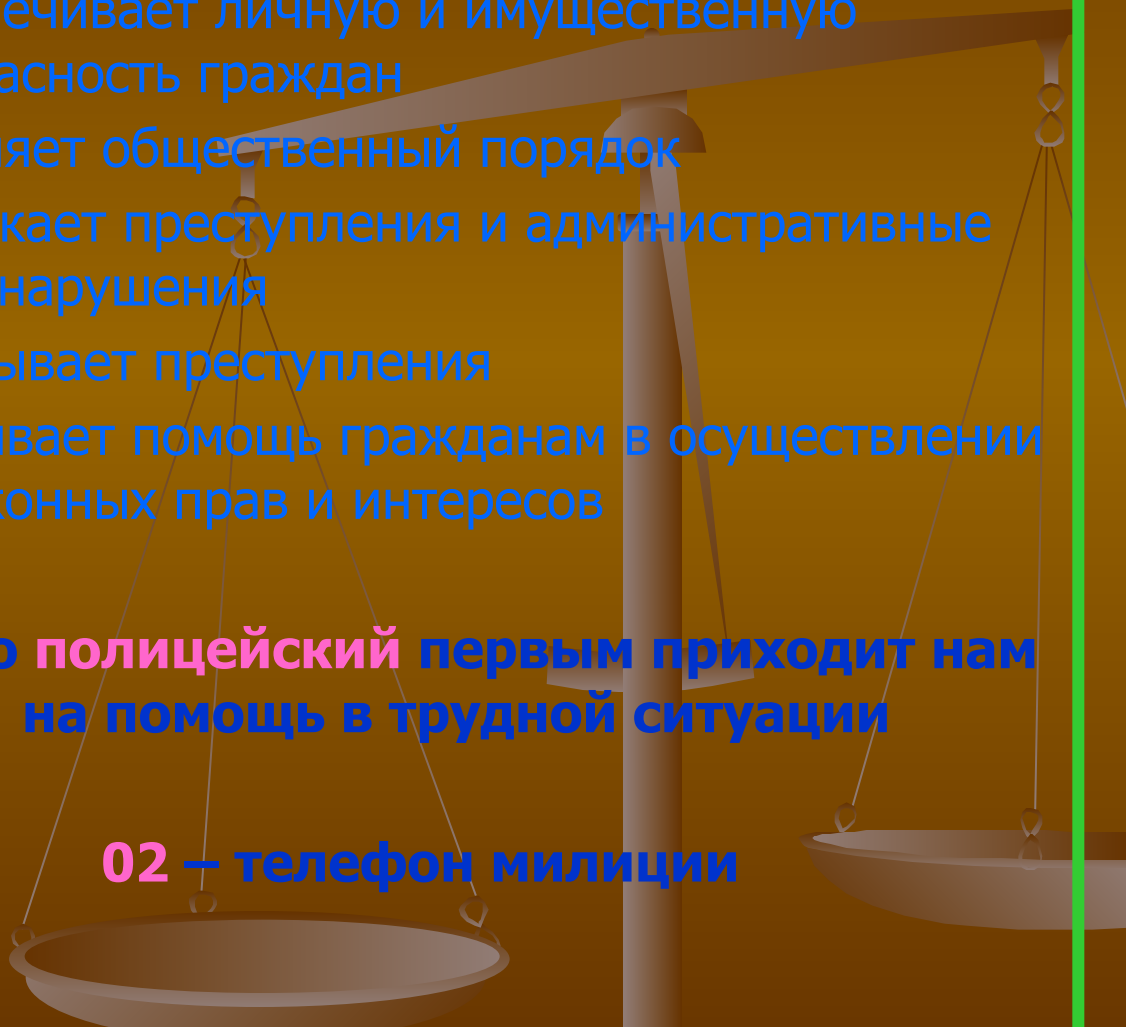 ечивает личную и имущественную
асность граждан
яет общественный порядок
кает преступления и административные
нарушения
ывает преступления
ивает помощь гражданам в осуществлении
конных прав и интересов
о полицейский первым приходит нам
на помощь в трудной ситуации
02 – телефон милиции